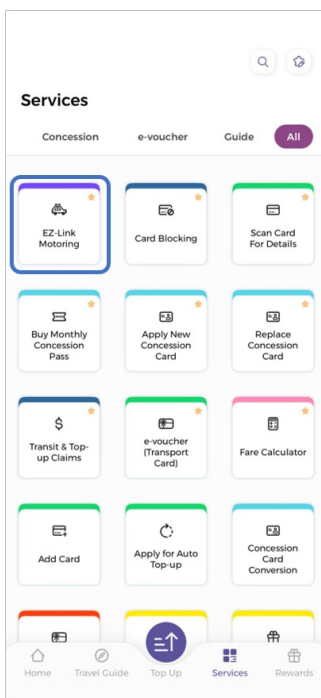 Services
Concession e-voucher Guide All
EZ-Link
Motoring
Card Blocking
Scan Card
For Details
Buy Monthly
Concession
Pass
Apply New
Concession
Card
Replace
Concession
Card
Transit & Top-
up Claims
e-voucher
(Transport
Card)
Fare Calculator
Add Card
Apply for Auto
Top-up
Concession
Card
Conversion
Home Travel Guide Top Up Services Rewards